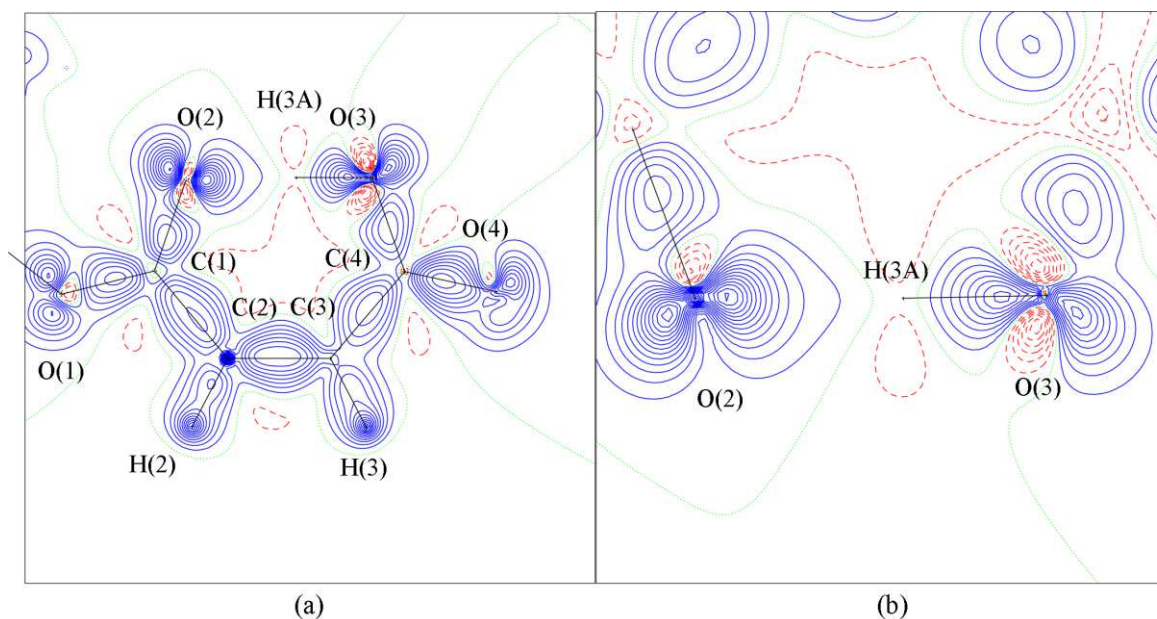 H(3A)
O(2)
O(3)
O(4)
C(1)
C(4)
C(2)
C(3)
O(1)
H(2)
H(3)
(a)
H(3A)
O(2)
O(3)
(b)